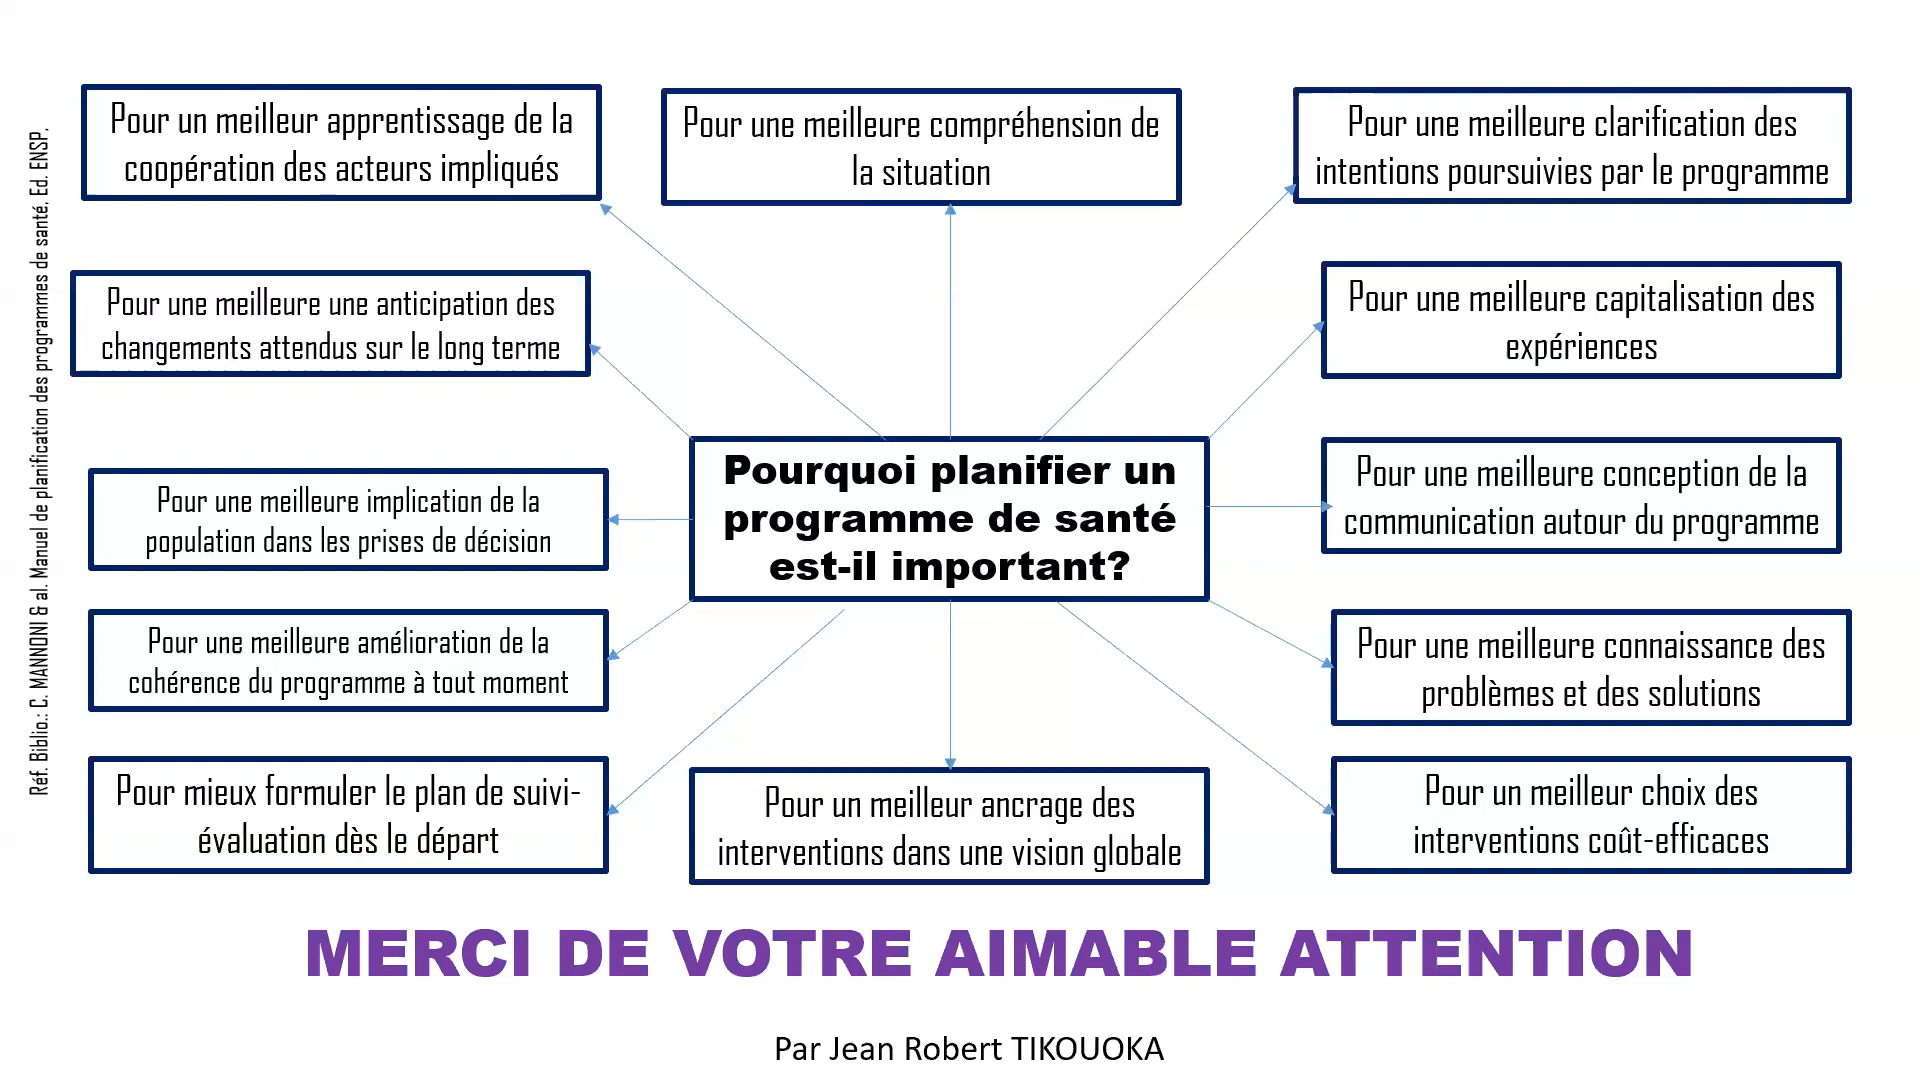 Réf. Biblio.: C. MANNONI & al. Manuel de planification des programmes de santé, Ed. ENSP,
Pour un meilleur apprentissage de la
coopération des acteurs impliqués
Pour une meilleure compréhension de
la situation
Pour une meilleure clarification des
intentions poursuivies par le programme
Pour une meilleure une anticipation des
changements attendus sur le long terme
Pour une meilleure capitalisation des
expériences
Pour une meilleure implication de la
population dans les prises de décision
Pourquoi planifier un
programme de santé
est-il important?
Pour une meilleure conception de la
communication autour du programme
Pour une meilleure amélioration de la
cohérence du programme à tout moment
Pour une meilleure connaissance des
problèmes et des solutions
Pour mieux formuler le plan de suivi-
évaluation dès le départ
Pour un meilleur ancrage des
interventions dans une vision globale
Pour un meilleur choix des
interventions coût-efficaces
MERCI DE VOTRE AIMABLE ATTENTION
Par Jean Robert TIKOUOKA